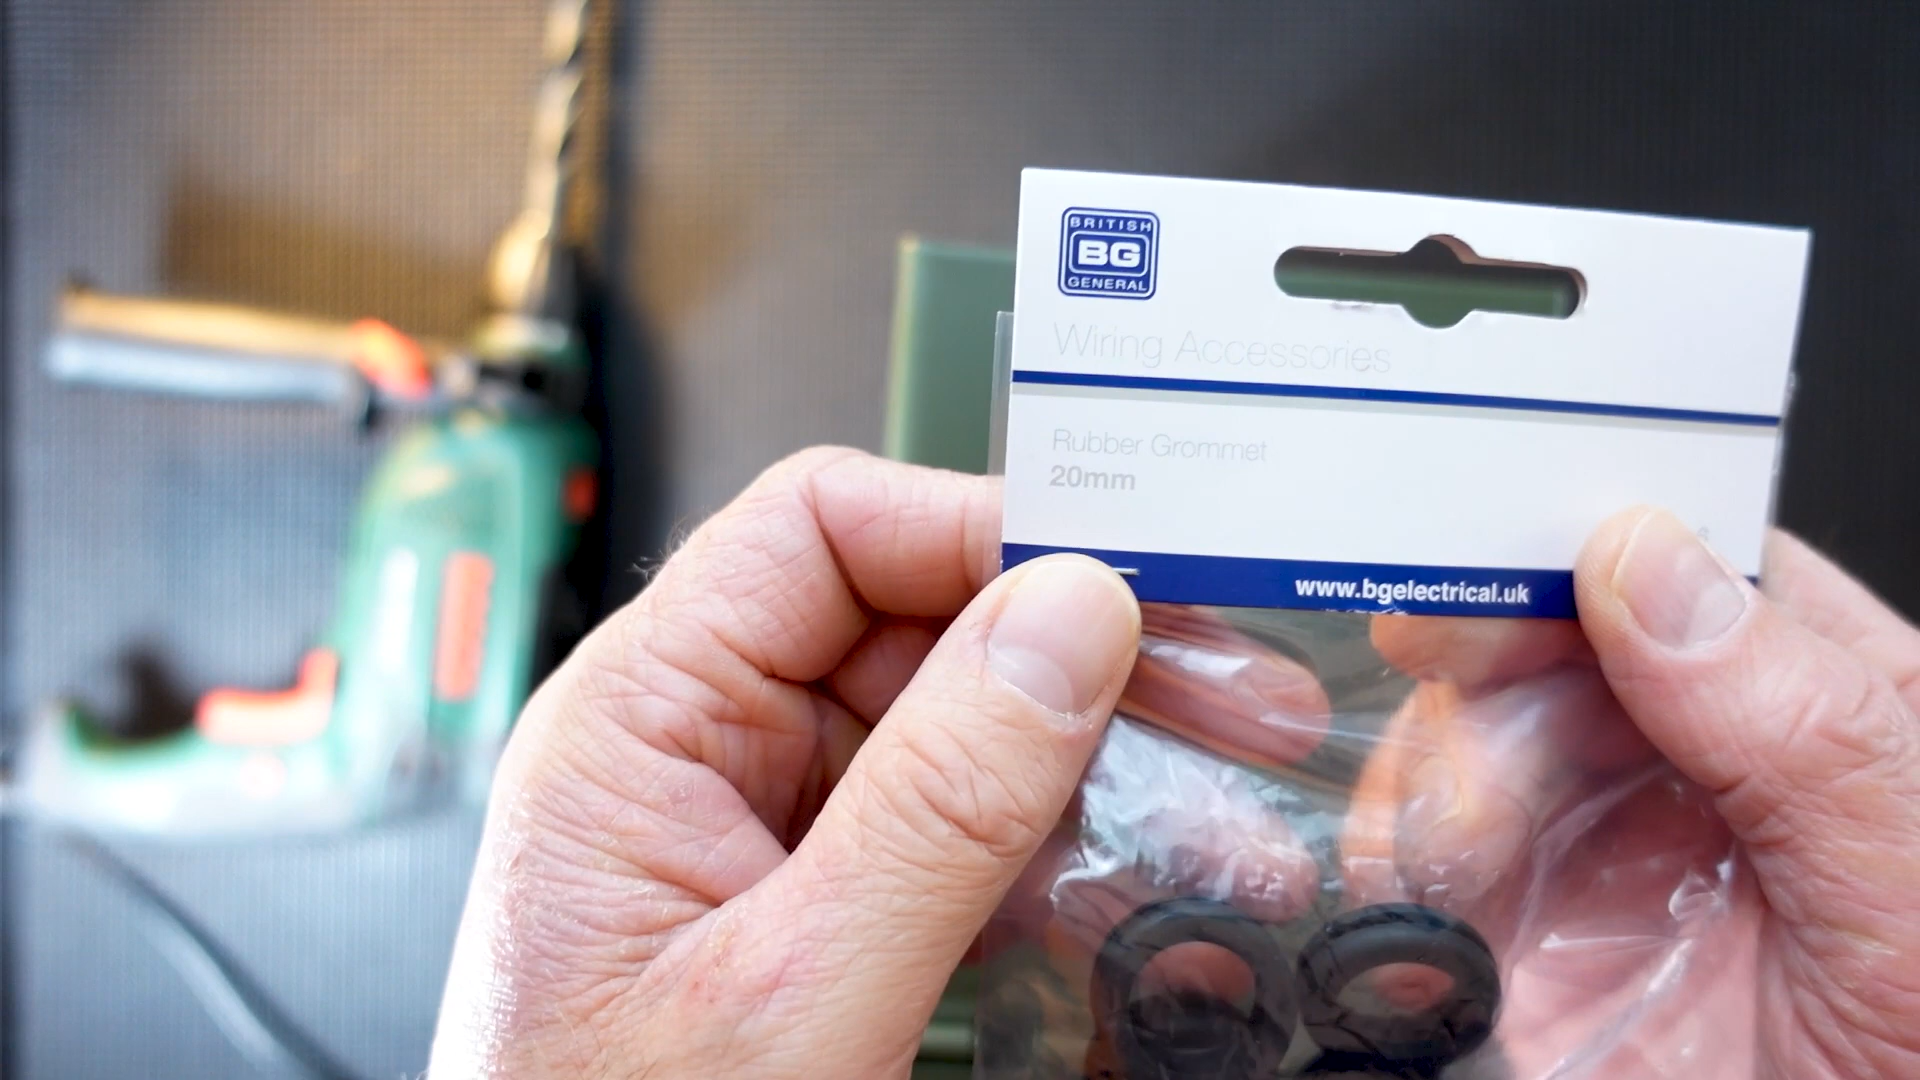 BRITISH
BG
GENERAL
Wiring Accessories
Rubber Grommet
20mm
www.bgelectrical.uk